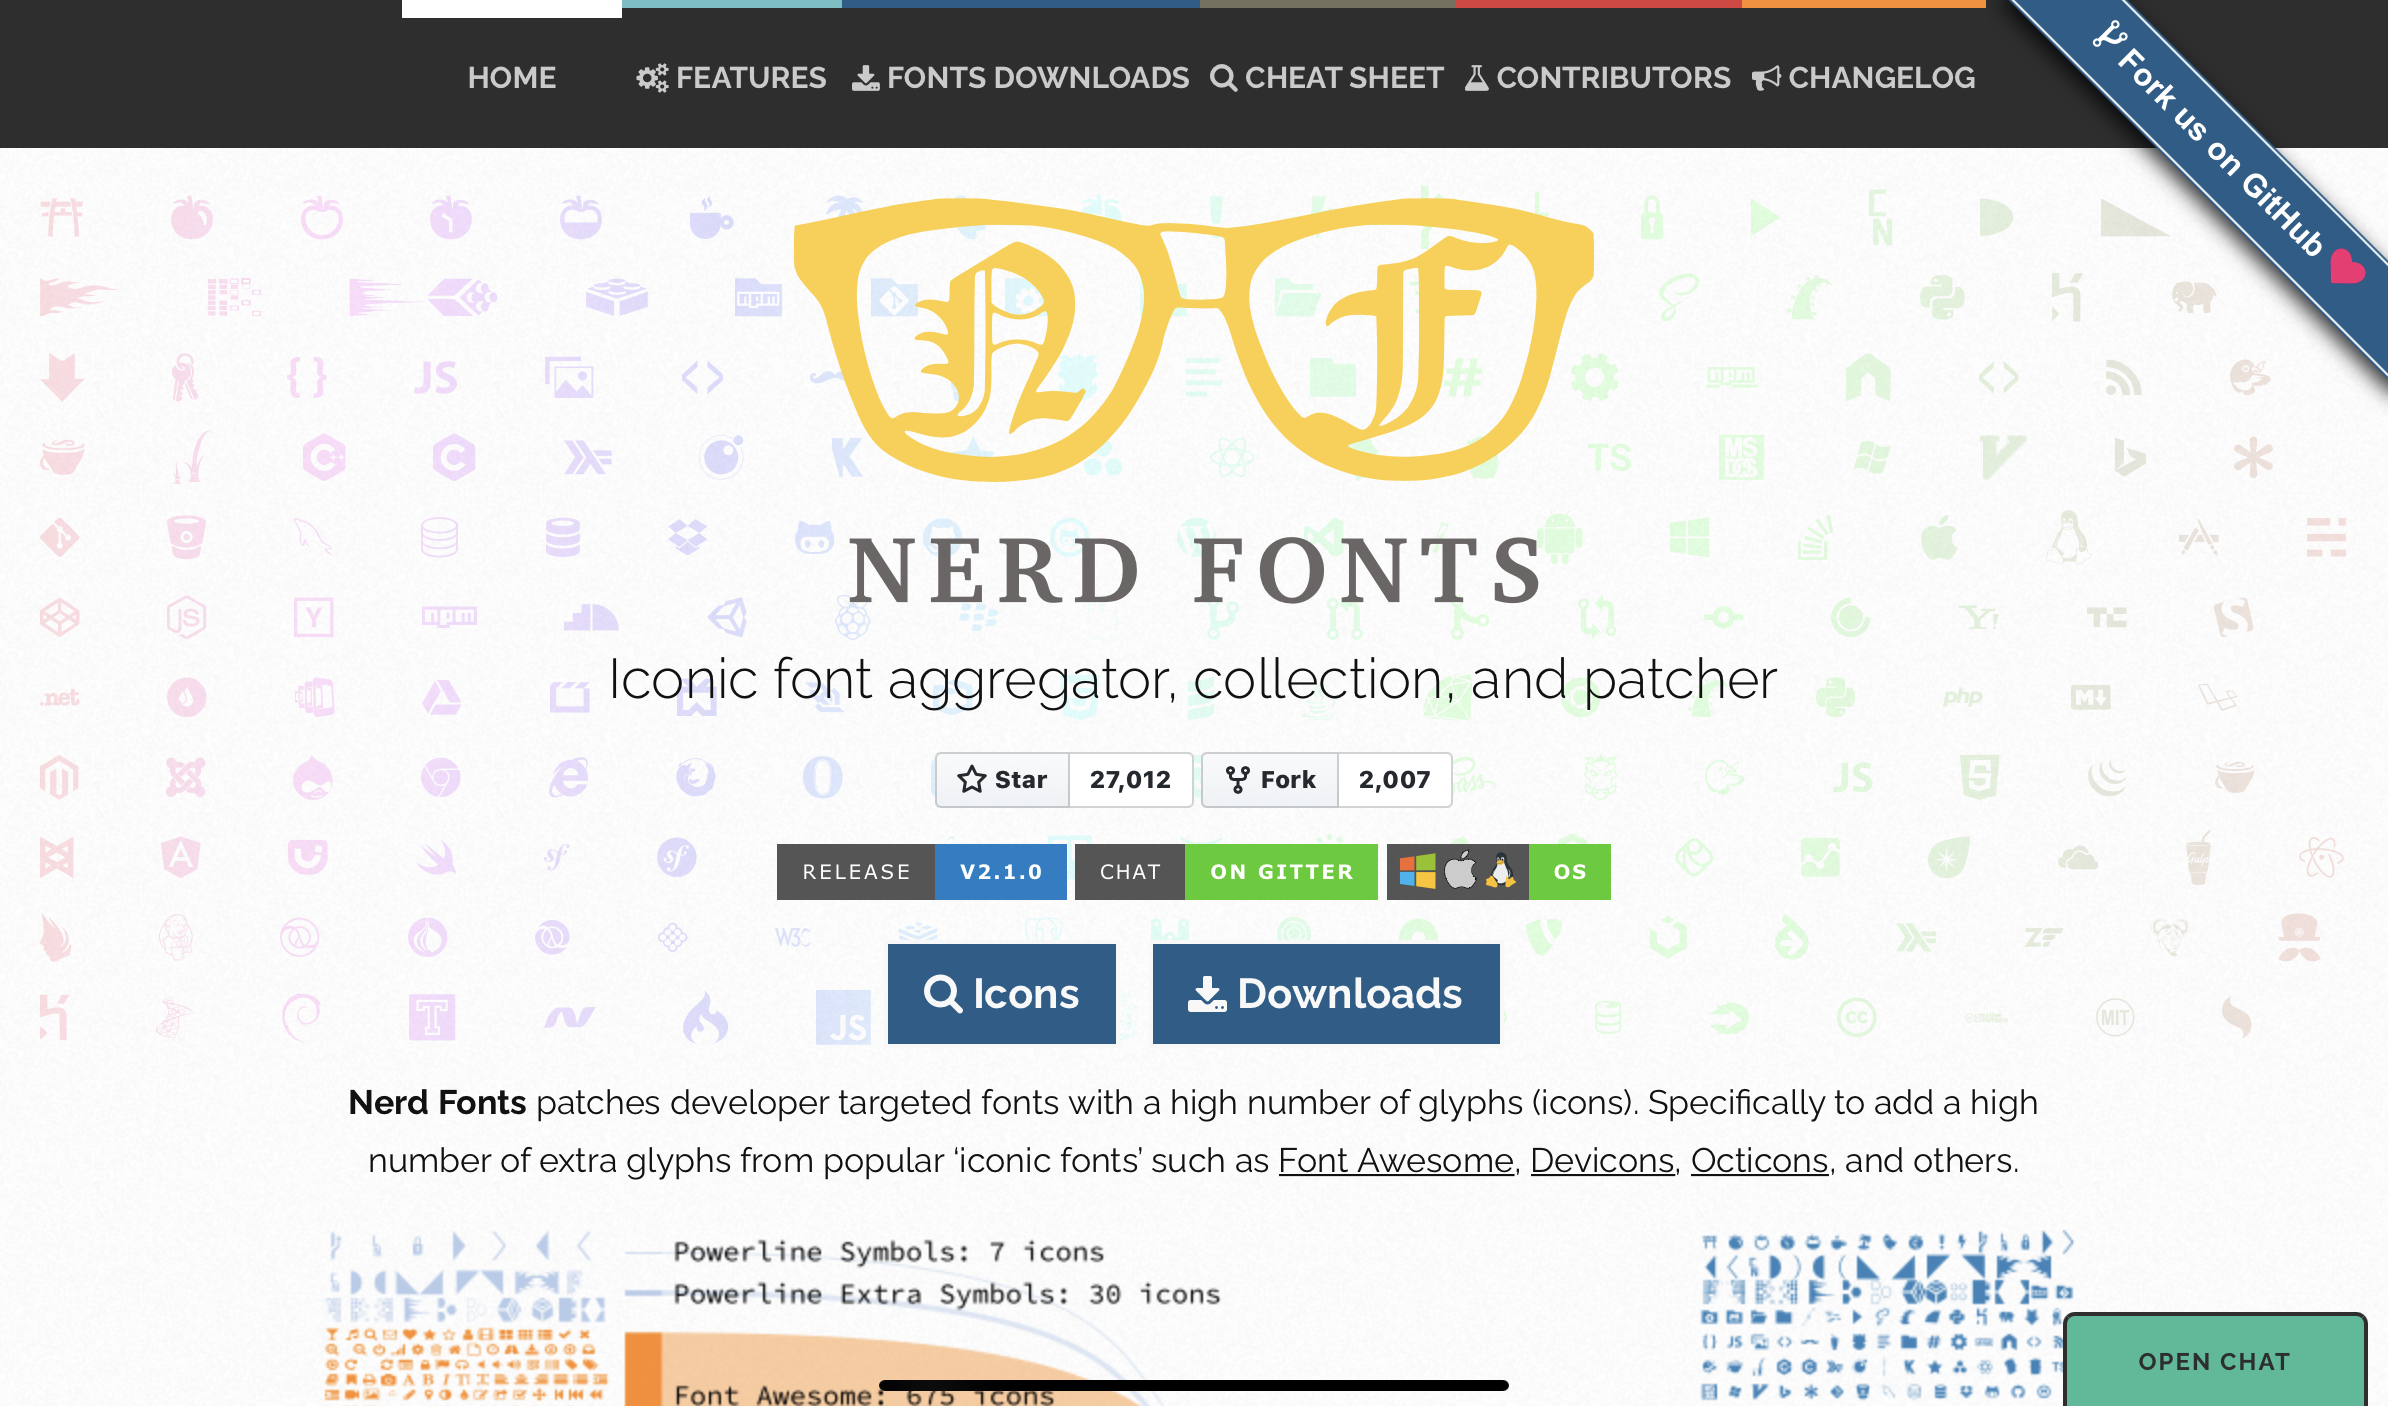 HOME FEATURES FONTS DOWNLOADS CHEAT SHEET CONTRIBUTORS CHANGELOG
Fork us on GitHub
N F
NERD FONTS
Iconic font aggregator, collection, and patcher
Star 27,012 Fork 2,007
RELEASE V2.1.0 CHAT ON GITTER OS
Icons Downloads
Nerd Fonts patches developer targeted fonts with a high number of glyphs (icons). Specifically to add a high
number of extra glyphs from popular ‘iconic fonts’ such as Font Awesome, Devicons, Octicons, and others.
Powerline Symbols: 7 icons
Powerline Extra Symbols: 30 icons
Font Awesome: 675 icons
OPEN CHAT